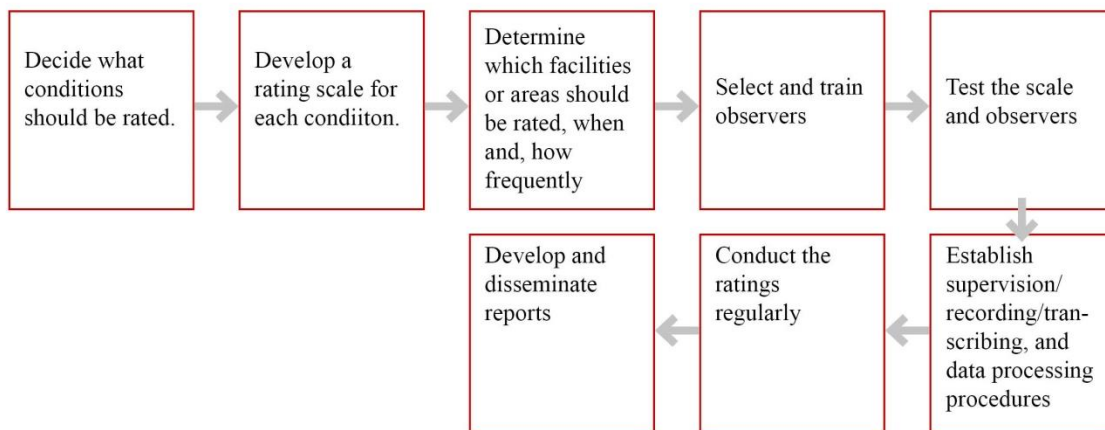 Decide what
conditions
should be rated.
Develop a
rating scale for
each condiiton.
Determine
which facilities
or areas should
be rated, when
and, how
frequently
Select and train
observers
Test the scale
and observers
Establish
supervision/
recording/tran-
scribing, and
data processing
procedures
Conduct the
ratings
regularly
Develop and
disseminate
reports